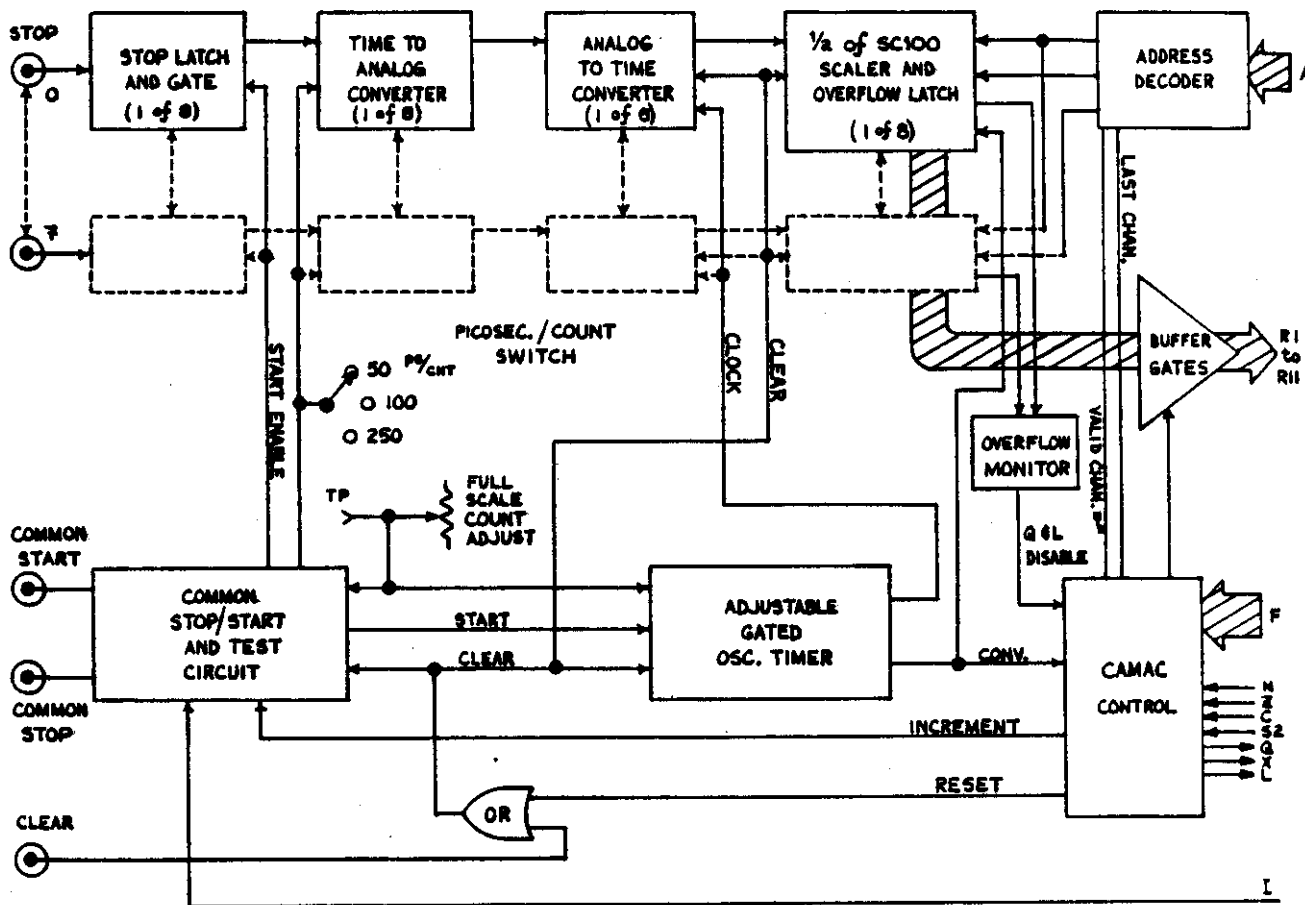 STOP
0
STOP LATCH
AND GATE
(1 of 8)
TIME TO
ANALOG
CONVERTER
(1 of 8)
ANALOG
TO TIME
CONVERTER
(1 of 8)
½ of SC100
SCALER AND
OVERFLOW LATCH
(1 of 8)
ADDRESS
DECODER
A
7
LAST CHAN.
PICOSEC./COUNT
SWITCH
50 PS/CNT
100
250
START ENABLE
CLOCK
CLEAR
BUFFER
GATES
R1
to
R11
OVERFLOW
MONITOR
VALID CHAN. #
TP
FULL
SCALE
COUNT
ADJUST
Q & L
DISABLE
COMMON
START
COMMON
STOP/START
AND TEST
CIRCUIT
START
CLEAR
ADJUSTABLE
GATED
OSC. TIMER
CONV.
CAMAC
CONTROL
F
N
Z
C
S2
Q
X
L
COMMON
STOP
INCREMENT
RESET
OR
CLEAR
I